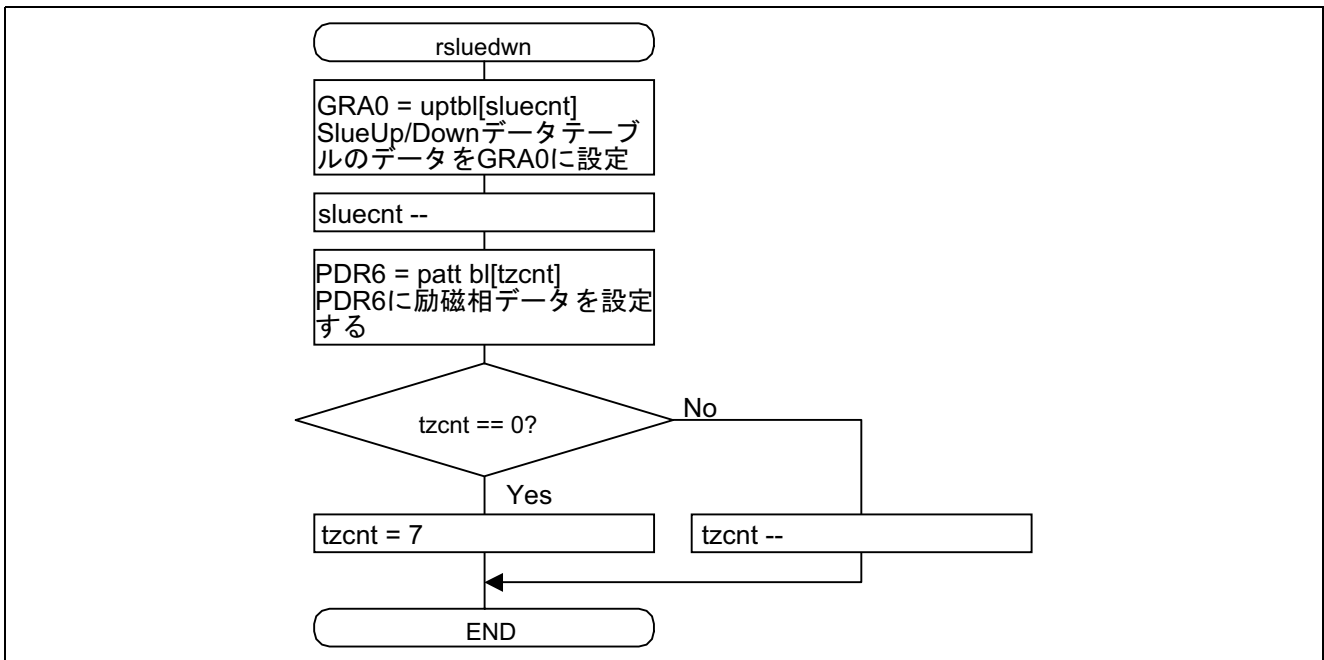 rsluedwn
GRA0 = uptbl[sluecnt]
SlueUp/Downデータテーブ
ルのデータをGRA0に設定
sluecnt --
PDR6 = patt bl[tzcnt]
PDR6に励磁相データを設定
する
tzcnt == 0?
No
Yes
tzcnt = 7
tzcnt --
END